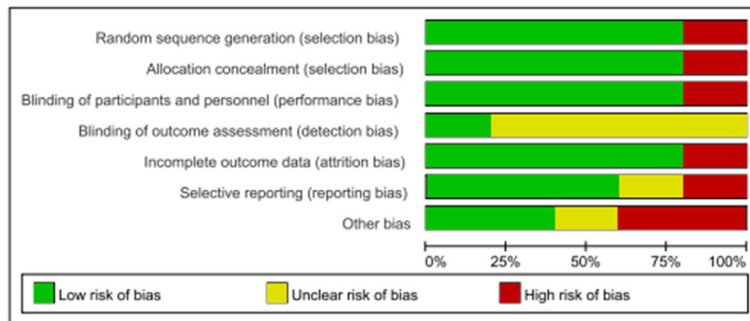 Random sequence generation (selection bias)
Allocation concealment (selection bias)
Blinding of participants and personnel (performance bias)
Blinding of outcome assessment (detection bias)
Incomplete outcome data (attrition bias)
Selective reporting (reporting bias)
Other bias
0% 25% 50% 75% 100%
Low risk of bias Unclear risk of bias High risk of bias